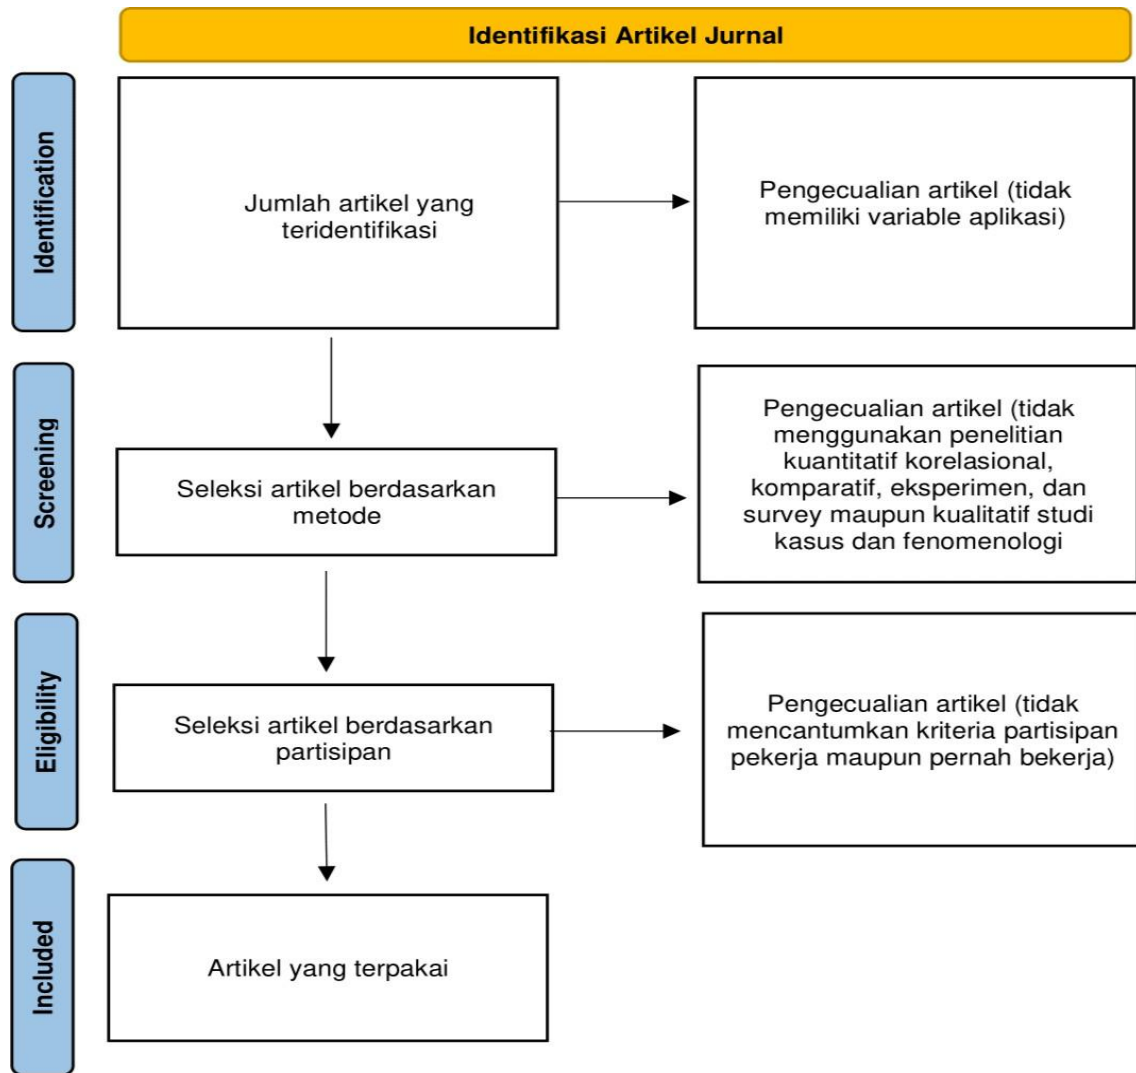 Identifikasi Artikel Jurnal
Identification
Jumlah artikel yang
teridentifikasi
Pengecualian artikel (tidak
memiliki variable aplikasi)
Screening
Seleksi artikel berdasarkan
metode
Pengecualian artikel (tidak
menggunakan penelitian
kuantitatif korelasional,
komparatif, eksperimen, dan
survey maupun kualitatif studi
kasus dan fenomenologi
Eligibility
Seleksi artikel berdasarkan
partisipan
Pengecualian artikel (tidak
mencantumkan kriteria partisipan
pekerja maupun pernah bekerja)
Included
Artikel yang terpakai